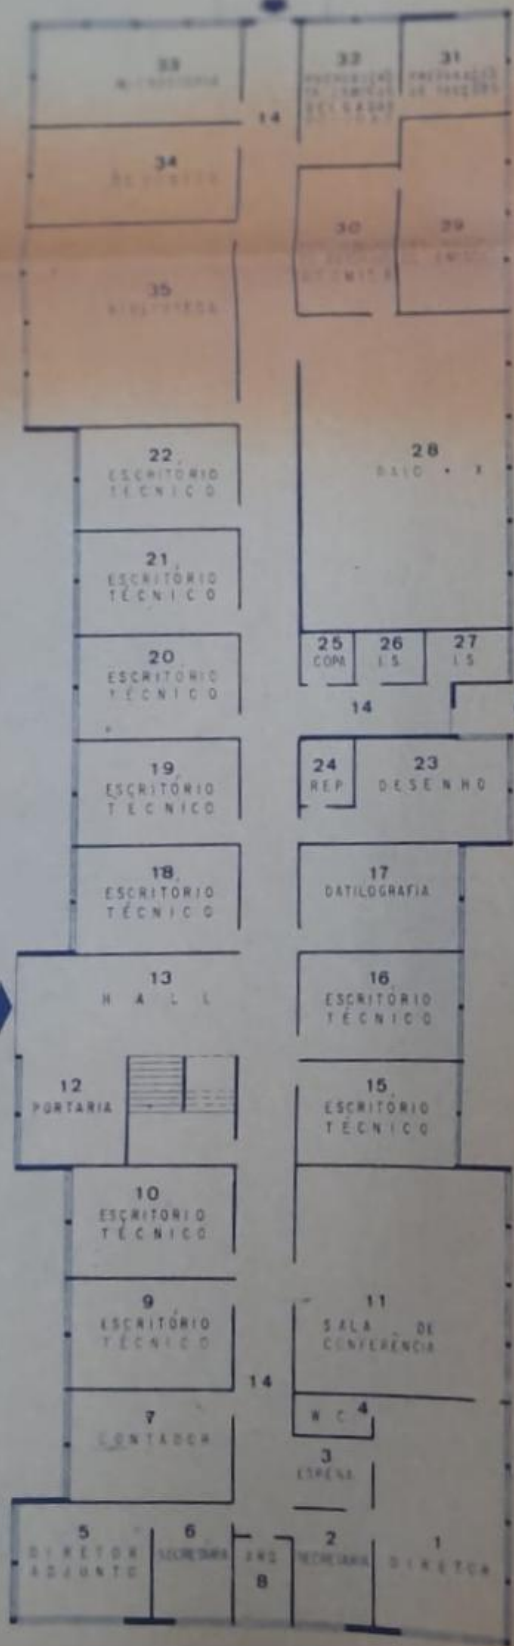 33
32
31
14
34
30
29
35
28
22
ESCRITÓRIO
TÉCNICO
21
ESCRITÓRIO
TÉCNICO
25
COPA
26
I.S
27
I.S
20
ESCRITÓRIO
TÉCNICO
14
19
ESCRITÓRIO
TÉCNICO
24
REP
23
DESENHO
18
ESCRITÓRIO
TÉCNICO
17
DATILOGRAFIA
13
HALL
16
ESCRITÓRIO
TÉCNICO
12
PORTARIA
15
ESCRITÓRIO
TÉCNICO
10
ESCRITÓRIO
TÉCNICO
9
ESCRITÓRIO
TÉCNICO
11
SALA DE
CONFERÊNCIA
14
7
CONTADOR
W C 4
3
ESPERA
5
DIRETOR
ADJUNTO
6
SECRETARIA
8
2
SECRETARIA
1
DIRETOR